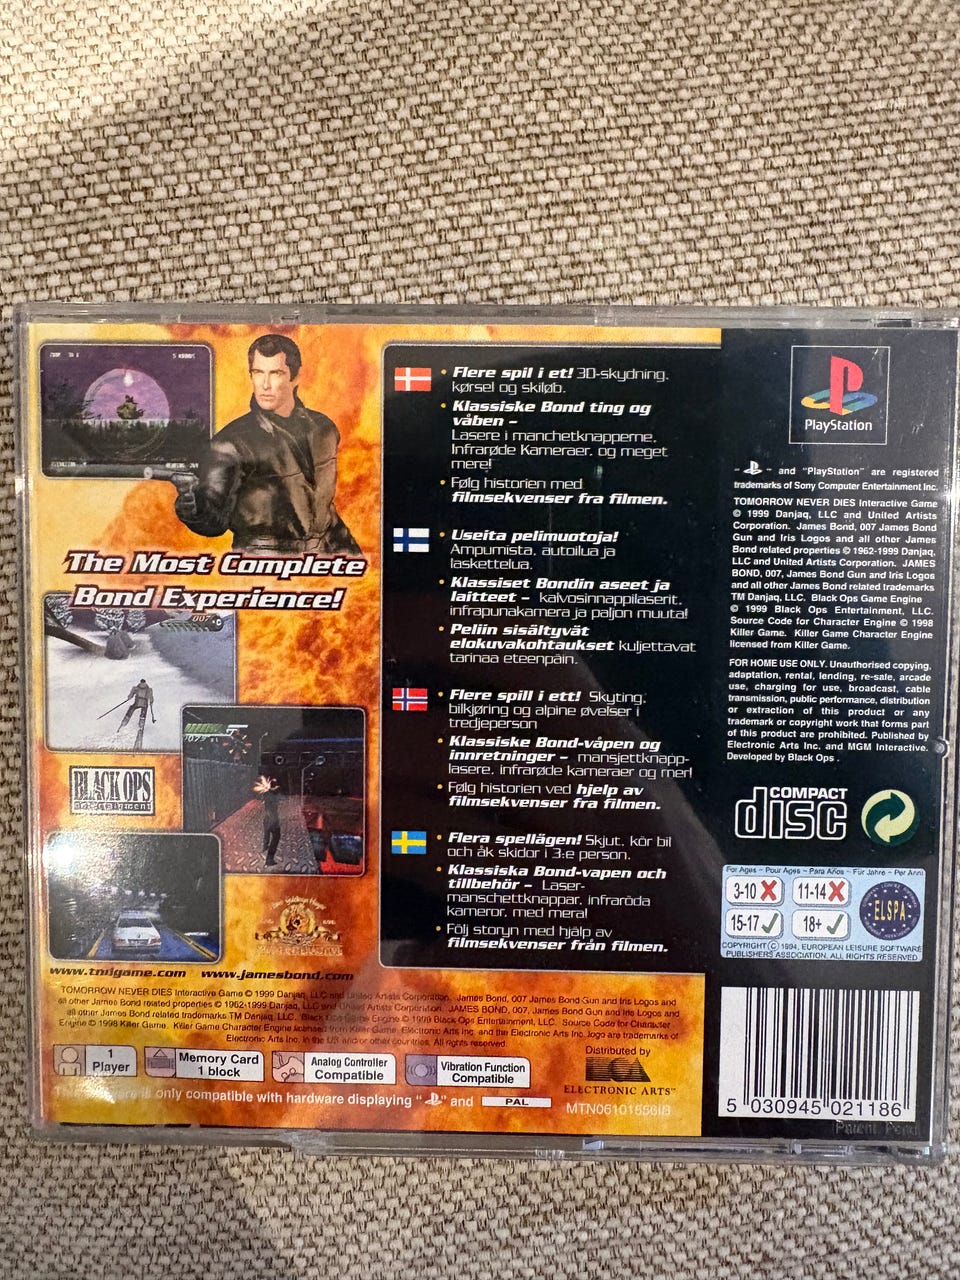 The Most Complete
Bond Experience!
007
BLACK OPS
entertainment
www.tndgame.com www.jamesbond.com
• Flere spil i et! 3D-skydning,
kørsel og skiløb.
• Klassiske Bond ting og
våben –
Lasere i manchetknapperne,
Infrarøde Kameraer, og meget
mere!
• Følg historien med
filmsekvenser fra filmen.
• Useita pelimuotoja!
Ampumista, autoilua ja
laskettelua.
• Klassiset Bondin aseet ja
laitteet – kalvosinnappilaserit,
infrapunakamera ja paljon muuta!
• Peliin sisältyvät
elokuvakohtaukset kuljettavat
tarinaa eteenpäin.
• Flere spill i ett! Skyting,
bilkjøring og alpine øvelser i
tredjeperson
• Klassiske Bond-våpen og
innretninger – mansjettknapp-
lasere, infrarøde kameraer og mer!
• Følg historien ved hjelp av
filmsekvenser fra filmen.
• Flera spellägen! Skjut, kör bil
och åk skidor i 3:e person.
• Klassiska Bond-vapen och
tillbehör – Laser-
manschettknappar, infraröda
kameror, med mera!
• Följ storyn med hjälp av
filmsekvenser från filmen.
PlayStation
" " and "PlayStation" are registered
trademarks of Sony Computer Entertainment Inc.
TOMORROW NEVER DIES Interactive Game
© 1999 Danjaq, LLC and United Artists
Corporation. James Bond, 007 James Bond
Gun and Iris Logos and all other James
Bond related properties © 1962-1999 Danjaq,
LLC and United Artists Corporation. JAMES
BOND, 007, James Bond Gun and Iris Logos
and all other James Bond related trademarks
TM Danjaq, LLC. Black Ops Game Engine
© 1999 Black Ops Entertainment, LLC.
Source Code for Character Engine © 1998
Killer Game. Killer Game Character Engine
licensed from Killer Game.
FOR HOME USE ONLY. Unauthorised copying,
adaptation, rental, lending, re-sale, arcade
use, charging for use, broadcast, cable
transmission, public performance, distribution
or extraction of this product or any
trademark or copyright work that forms part
of this product are prohibited. Published by
Electronic Arts Inc. and MGM Interactive.
Developed by Black Ops .
COMPACT
disc
For Ages - Pour Ages - Para Años - Für Jahre - Per Anni
3-10 11-14
15-17 18+
ELSPA
COPYRIGHT © 1994, EUROPEAN LEISURE SOFTWARE
PUBLISHERS ASSOCIATION. ALL RIGHTS RESERVED
TOMORROW NEVER DIES Interactive Game © 1999 Danjaq, LLC and United Artists Corporation. James Bond, 007 James Bond Gun and Iris Logos and
all other James Bond related properties © 1962-1999 Danjaq, LLC and United Artists Corporation. JAMES BOND, 007, James Bond Gun and Iris Logos
and all other James Bond related trademarks TM Danjaq, LLC. Black Ops Game Engine © 1999 Black Ops Entertainment, LLC. Source Code for Character
Engine © 1998 Killer Game. Killer Game Character Engine licensed from Killer Game. Electronic Arts Inc. and the Electronic Arts Inc. logo are trademarks of
Electronic Arts Inc. in the US and/or other countries. All rights reserved.
1
Player
Memory Card
1 block
Analog Controller
Compatible
Vibration Function
Compatible
Distributed by
ELECTRONIC ARTS™
only compatible with hardware displaying " " and PAL
5 030945 021186
Patent Pend